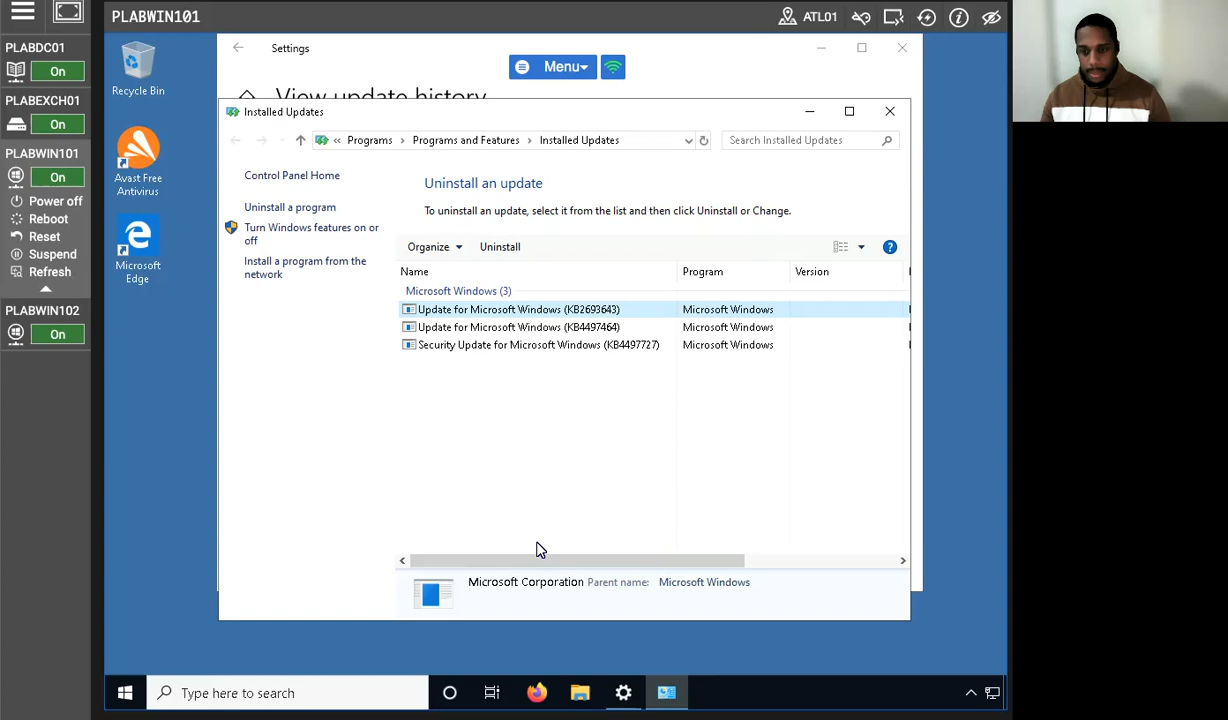 PLABWIN101
ATL01
PLABDC01
On
PLABEXCH01
On
PLABWIN101
On
Power off
Reboot
Reset
Suspend
Refresh
PLABWIN102
On
Recycle Bin
Avast Free
Antivirus
Microsoft
Edge
Settings
Menu
View update history
Installed Updates
« Programs > Programs and Features > Installed Updates
Search Installed Updates
Control Panel Home
Uninstall a program
Turn Windows features on or
off
Install a program from the
network
Uninstall an update
To uninstall an update, select it from the list and then click Uninstall or Change.
Organize
Uninstall
Name Program Version
Microsoft Windows (3)
Update for Microsoft Windows (KB2693643) Microsoft Windows
Update for Microsoft Windows (KB4497464) Microsoft Windows
Security Update for Microsoft Windows (KB4497727) Microsoft Windows
Microsoft Corporation Parent name: Microsoft Windows
Type here to search